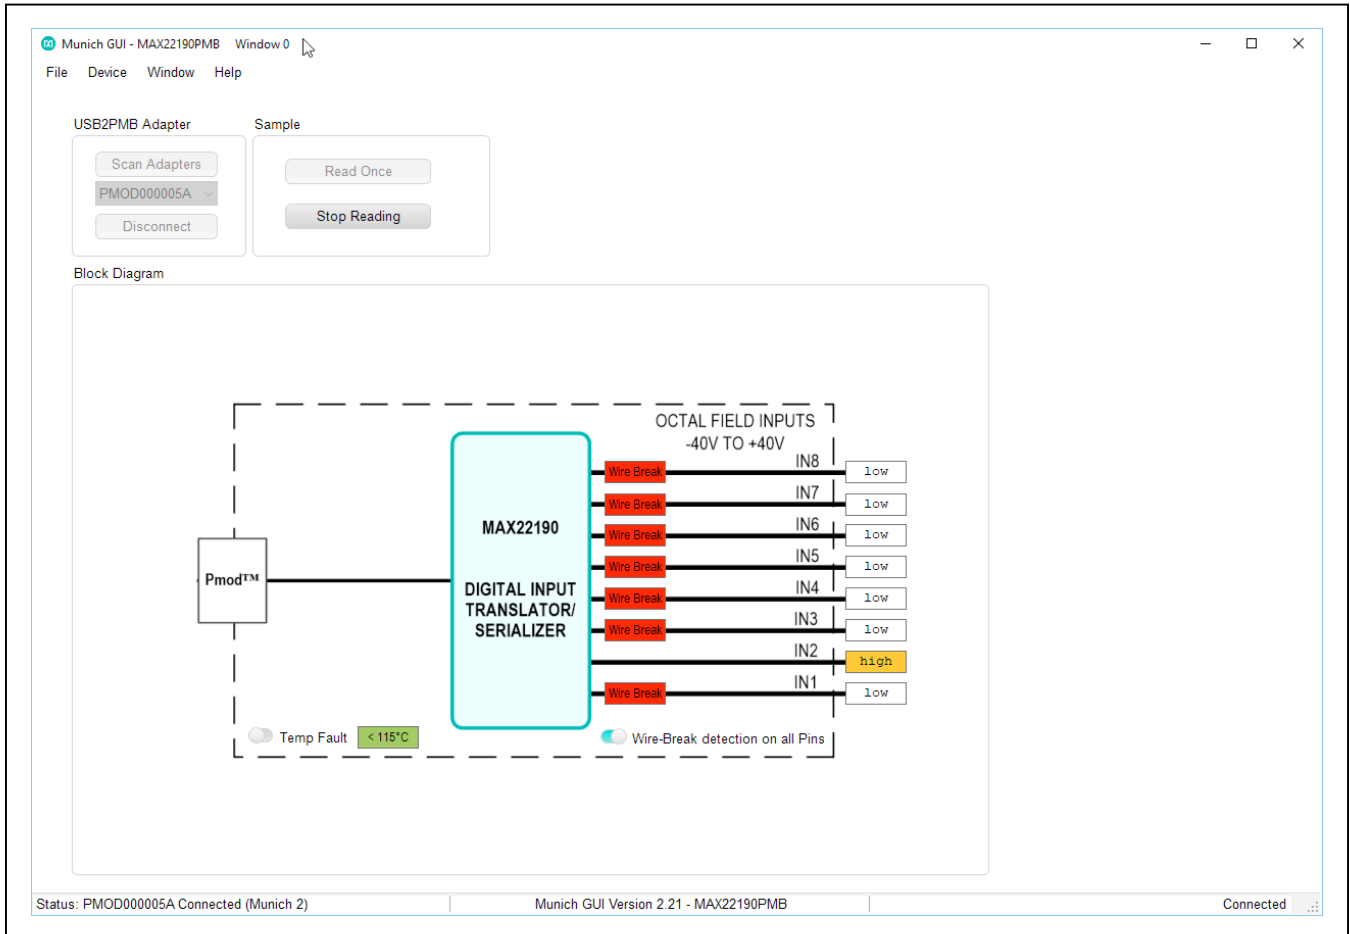 Munich GUI - MAX22190PMB Window 0
File Device Window Help
USB2PMB Adapter Sample
Scan Adapters
Read Once
PMOD000005A
Stop Reading
Disconnect
Block Diagram
OCTAL FIELD INPUTS
-40V TO +40V
IN8
Wire Break low
IN7
Wire Break low
IN6
MAX22190
Wire Break low
IN5
Wire Break low
Pmod™
IN4
DIGITAL INPUT
Wire Break low
TRANSLATOR/
IN3
SERIALIZER
Wire Break low
IN2
high
IN1
Wire Break low
Temp Fault < 115°C Wire-Break detection on all Pins
Status: PMOD000005A Connected (Munich 2) Munich GUI Version 2.21 - MAX22190PMB Connected